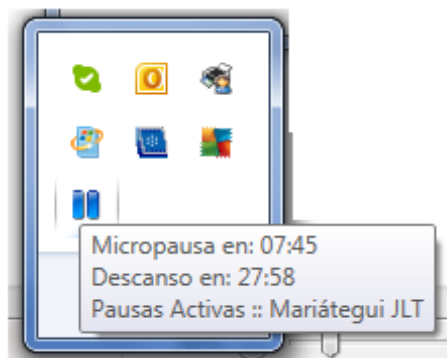 Micropausa en: 07:45
Descanso en: 27:58
Pausas Activas :: Mariátegui JLT